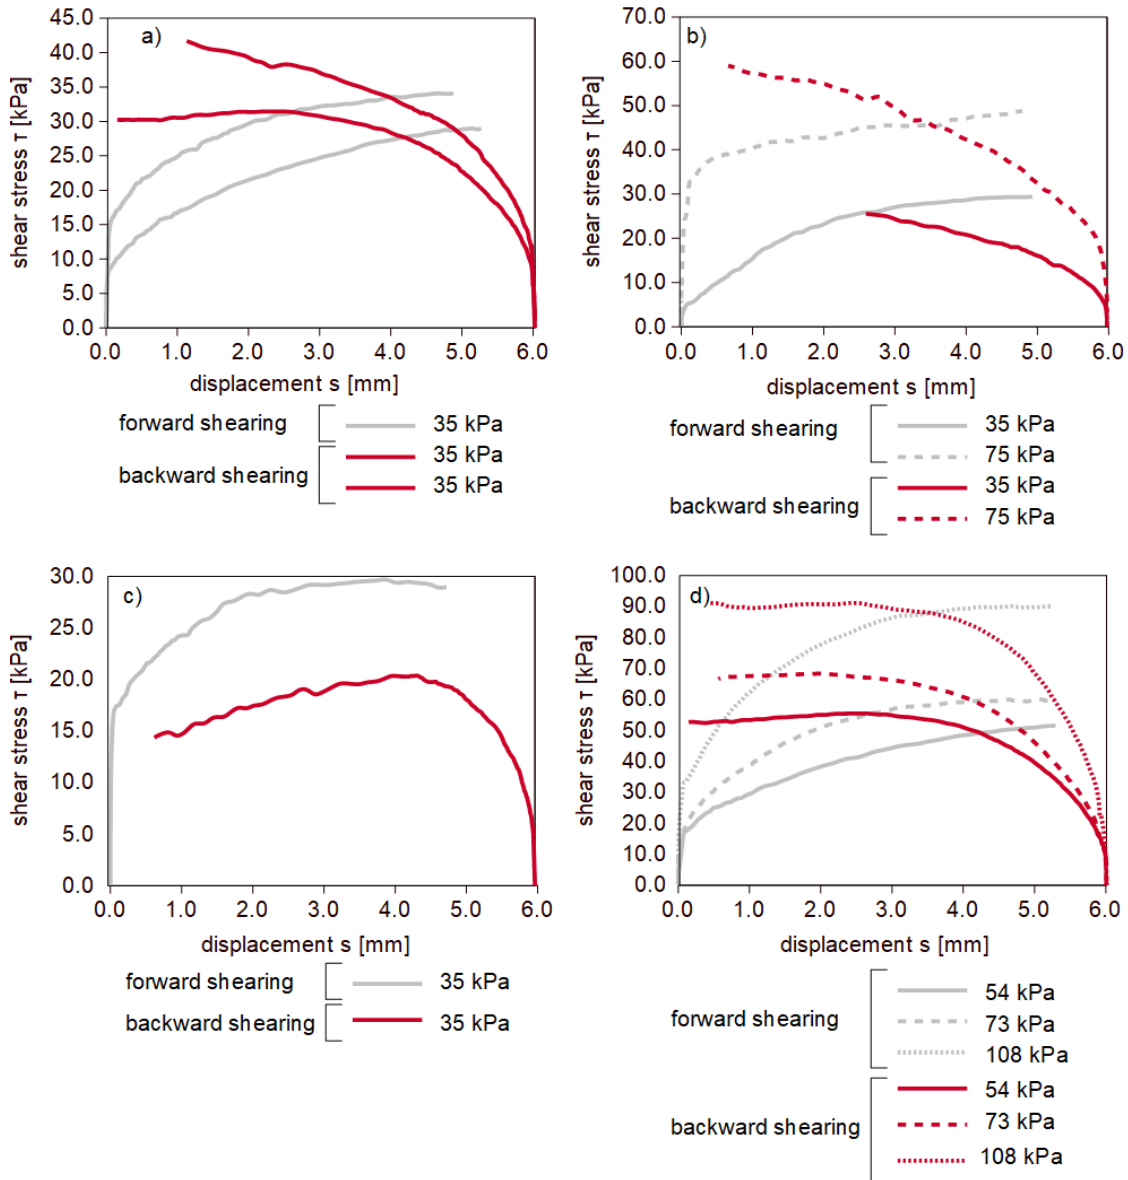 a)
shear stress τ [kPa]
45.0
40.0
35.0
30.0
25.0
20.0
15.0
10.0
5.0
0.0
0.0 1.0 2.0 3.0 4.0 5.0 6.0
displacement s [mm]
forward shearing 35 kPa
35 kPa
backward shearing
35 kPa
b)
shear stress τ [kPa]
70.0
60.0
50.0
40.0
30.0
20.0
10.0
0.0
0.0 1.0 2.0 3.0 4.0 5.0 6.0
displacement s [mm]
35 kPa
forward shearing
75 kPa
35 kPa
backward shearing
75 kPa
c)
shear stress τ [kPa]
30.0
25.0
20.0
15.0
10.0
5.0
0.0
0.0 1.0 2.0 3.0 4.0 5.0 6.0
displacement s [mm]
forward shearing 35 kPa
backward shearing 35 kPa
d)
shear stress τ [kPa]
100.0
90.0
80.0
70.0
60.0
50.0
40.0
30.0
20.0
10.0
0.0
0.0 1.0 2.0 3.0 4.0 5.0 6.0
displacement s [mm]
54 kPa
forward shearing 73 kPa
108 kPa
54 kPa
backward shearing 73 kPa
108 kPa